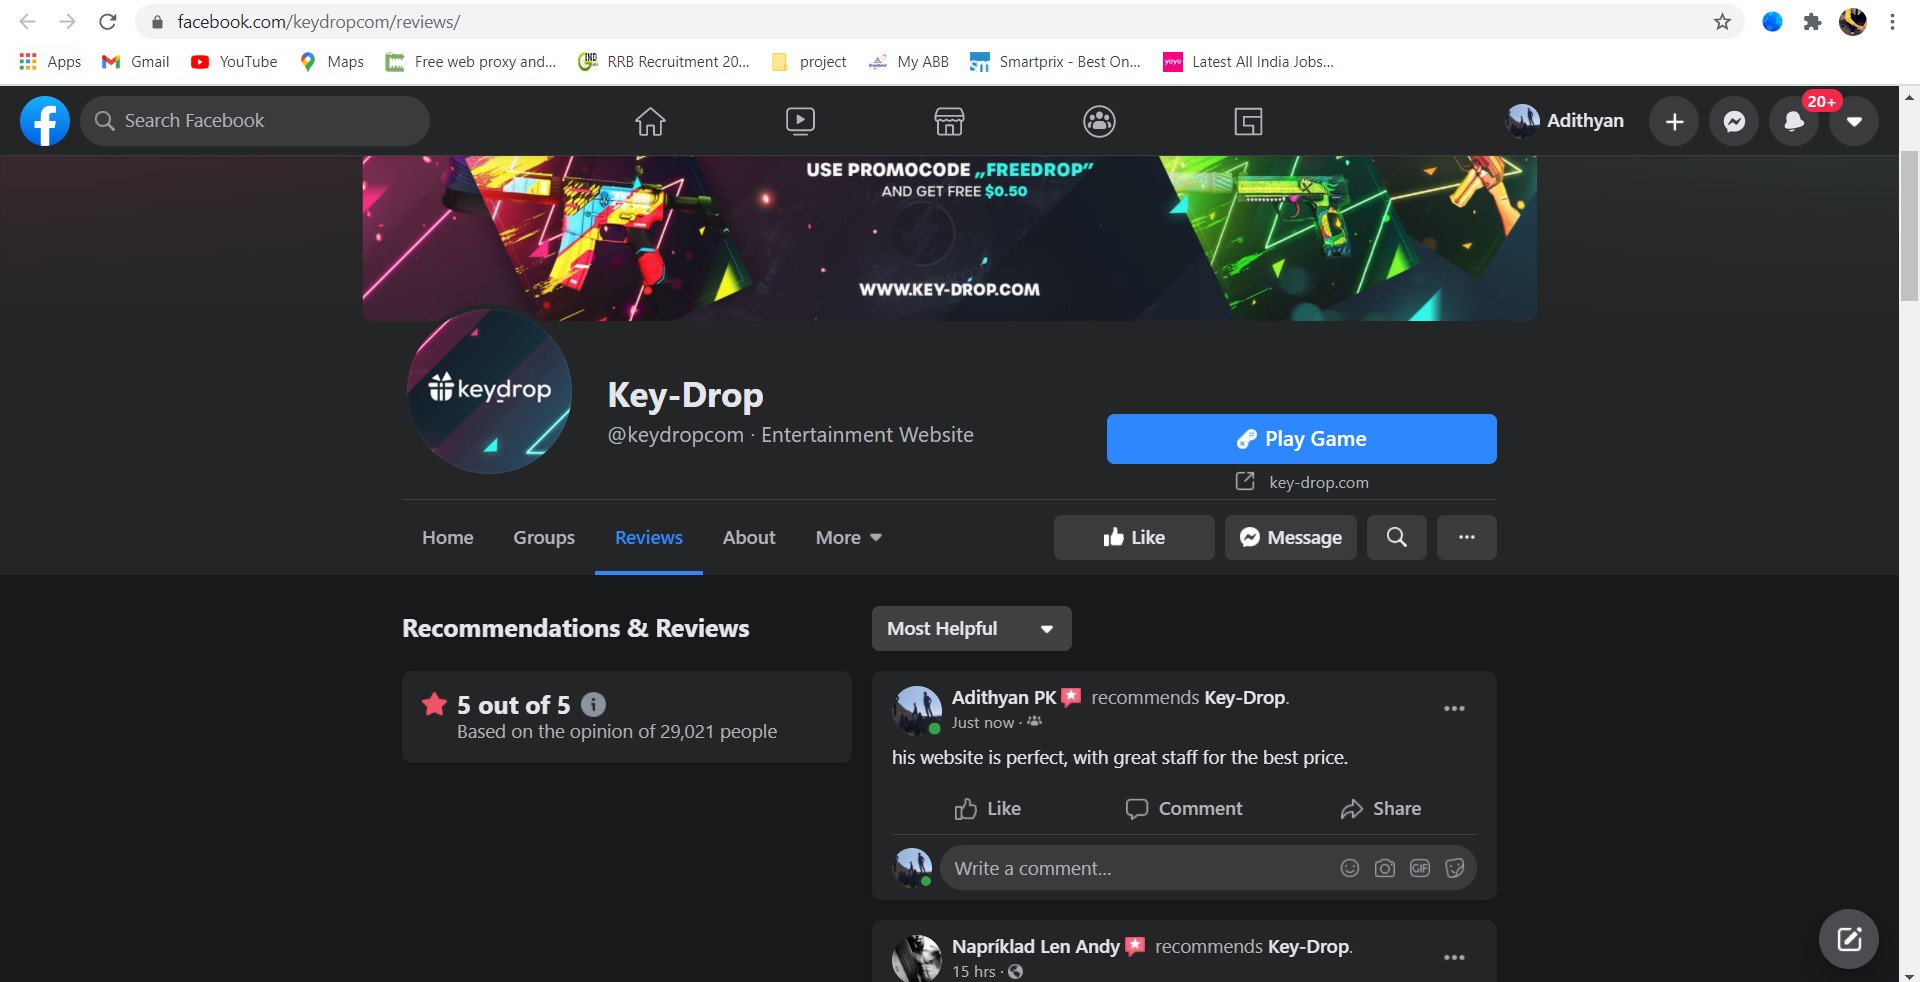 facebook.com/keydropcom/reviews/
Apps
Gmail
YouTube
Maps
Free web proxy and...
RRB Recruitment 20...
project
My ABB
Smartprix - Best On...
Latest All India Jobs...
Search Facebook
Adithyan
20+
USE PROMOCODE „FREEDROP”
AND GET FREE $0.50
WWW.KEY-DROP.COM
keydrop
Key-Drop
@keydropcom · Entertainment Website
Play Game
key-drop.com
Home
Groups
Reviews
About
More
Like
Message
Recommendations & Reviews
Most Helpful
5 out of 5
Based on the opinion of 29,021 people
Adithyan PK recommends Key-Drop.
Just now ·
his website is perfect, with great staff for the best price.
Like
Comment
Share
Write a comment...
GIF
Napríklad Len Andy recommends Key-Drop.
15 hrs ·